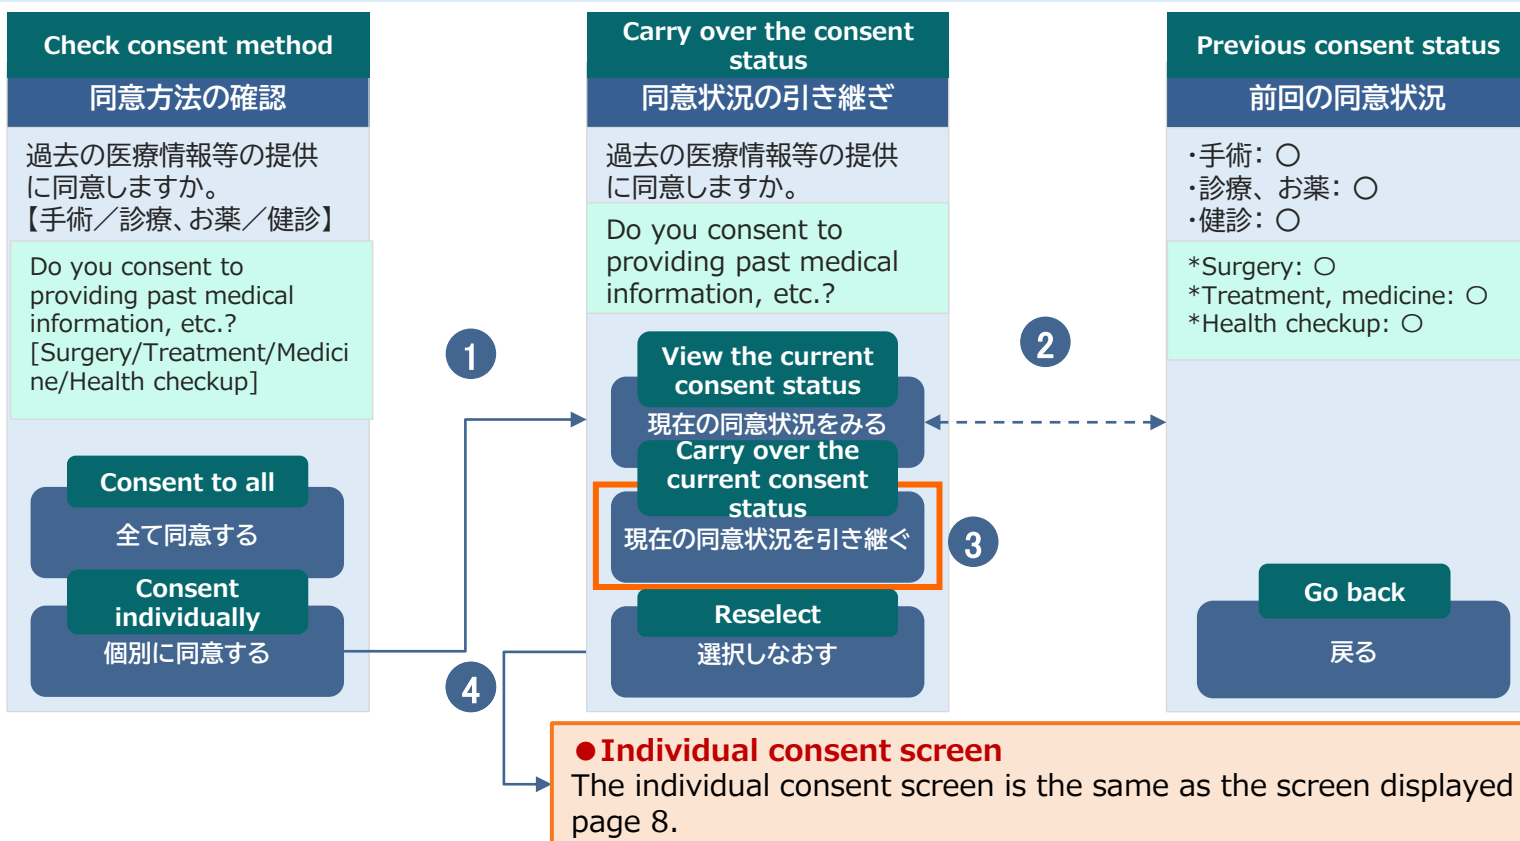 Check consent method
同意方法の確認
過去の医療情報等の提供
に同意しますか。
【手術／診療、お薬／健診】
Do you consent to
providing past medical
information, etc.?
[Surgery/Treatment/Medici
ne/Health checkup]
Consent to all
全て同意する
Consent
individually
個別に同意する
1
Carry over the consent
status
同意状況の引き継ぎ
過去の医療情報等の提供
に同意しますか。
Do you consent to
providing past medical
information, etc.?
View the current
consent status
現在の同意状況をみる
Carry over the
current consent
status
現在の同意状況を引き継ぐ
Reselect
選択しなおす
2
3
4
Previous consent status
前回の同意状況
・手術：〇
・診療、お薬：〇
・健診：〇
*Surgery: 〇
*Treatment, medicine: 〇
*Health checkup: 〇
Go back
戻る
●Individual consent screen
The individual consent screen is the same as the screen displayed
page 8.